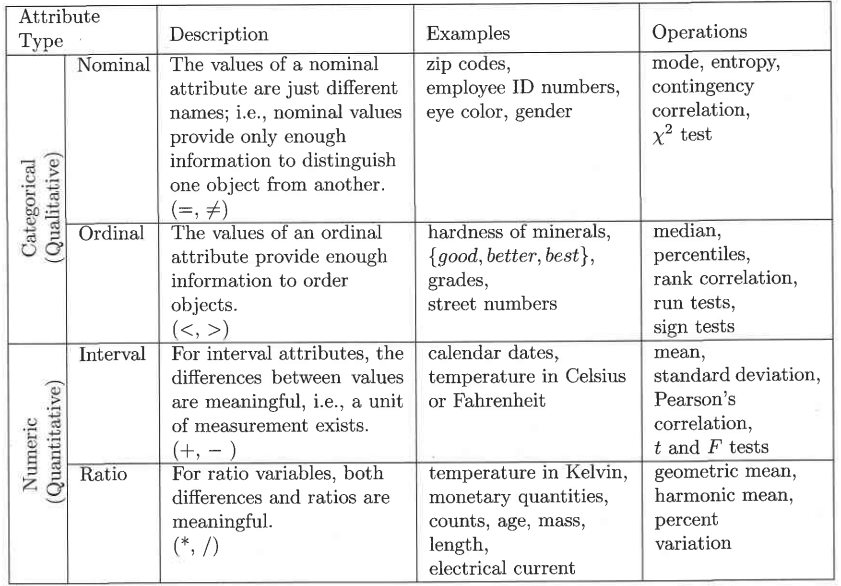 Attribute
Type
Description
Examples
Operations
Categorical
(Qualitative)
Nominal
The values of a nominal
attribute are just different
names; i.e., nominal values
provide only enough
information to distinguish
one object from another.
(=, ≠)
zip codes,
employee ID numbers,
eye color, gender
mode, entropy,
contingency
correlation,
χ² test
Ordinal
The values of an ordinal
attribute provide enough
information to order
objects.
(<, >)
hardness of minerals,
{good, better, best},
grades,
street numbers
median,
percentiles,
rank correlation,
run tests,
sign tests
Numeric
(Quantitative)
Interval
For interval attributes, the
differences between values
are meaningful, i.e., a unit
of measurement exists.
(+, − )
calendar dates,
temperature in Celsius
or Fahrenheit
mean,
standard deviation,
Pearson's
correlation,
t and F tests
Ratio
For ratio variables, both
differences and ratios are
meaningful.
(*, /)
temperature in Kelvin,
monetary quantities,
counts, age, mass,
length,
electrical current
geometric mean,
harmonic mean,
percent
variation